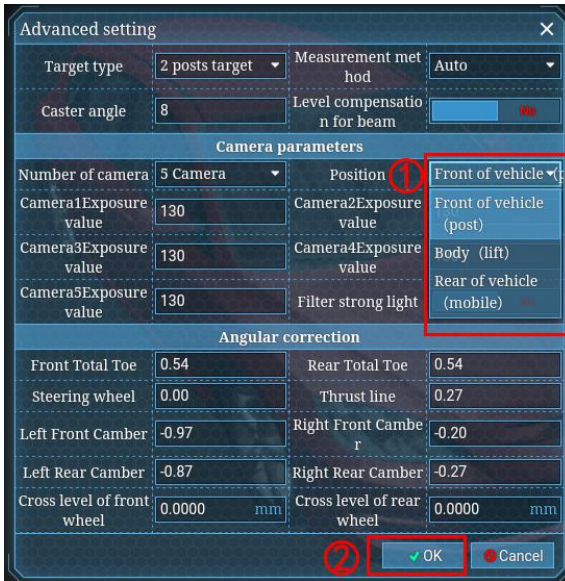 Advanced setting ×
Target type 2 posts target Measurement met
hod Auto
Caster angle 8 Level compensatio
n for beam No
Camera parameters
Number of camera 5 Camera Position ① Front of vehicle (p
Front of vehicle
（post）
Body（lift）
Rear of vehicle
（mobile）
Camera1Exposure
value 130 Camera2Exposure
value
Camera3Exposure
value 130 Camera4Exposure
value
Camera5Exposure
value 130 Filter strong light
Angular correction
Front Total Toe 0.54 Rear Total Toe 0.54
Steering wheel 0.00 Thrust line 0.27
Left Front Camber -0.97 Right Front Cambe
r -0.20
Left Rear Camber -0.87 Right Rear Camber -0.27
Cross level of front
wheel 0.0000 mm Cross level of rear
wheel 0.0000 mm
② OK Cancel